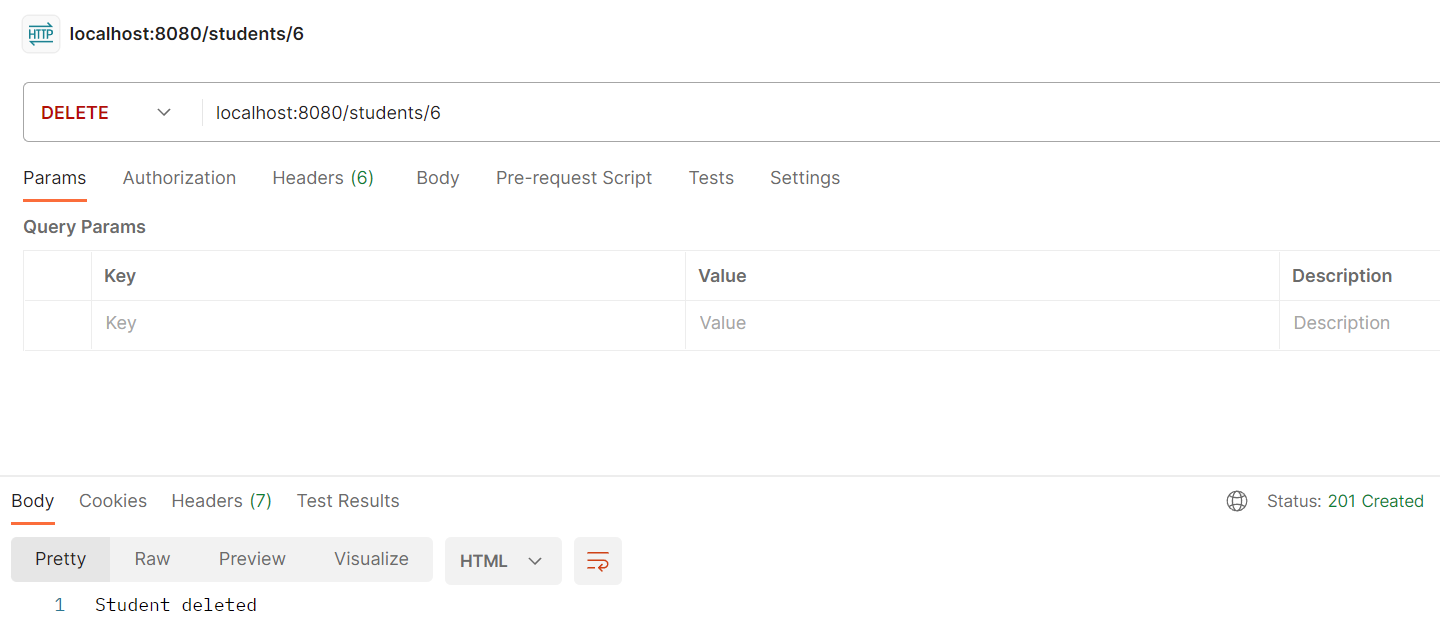 HTTP localhost:8080/students/6
DELETE localhost:8080/students/6
Params Authorization Headers (6) Body Pre-request Script Tests Settings
Query Params
Key Value Description
Key Value Description
Body Cookies Headers (7) Test Results Status: 201 Created
Pretty Raw Preview Visualize HTML
1 Student deleted